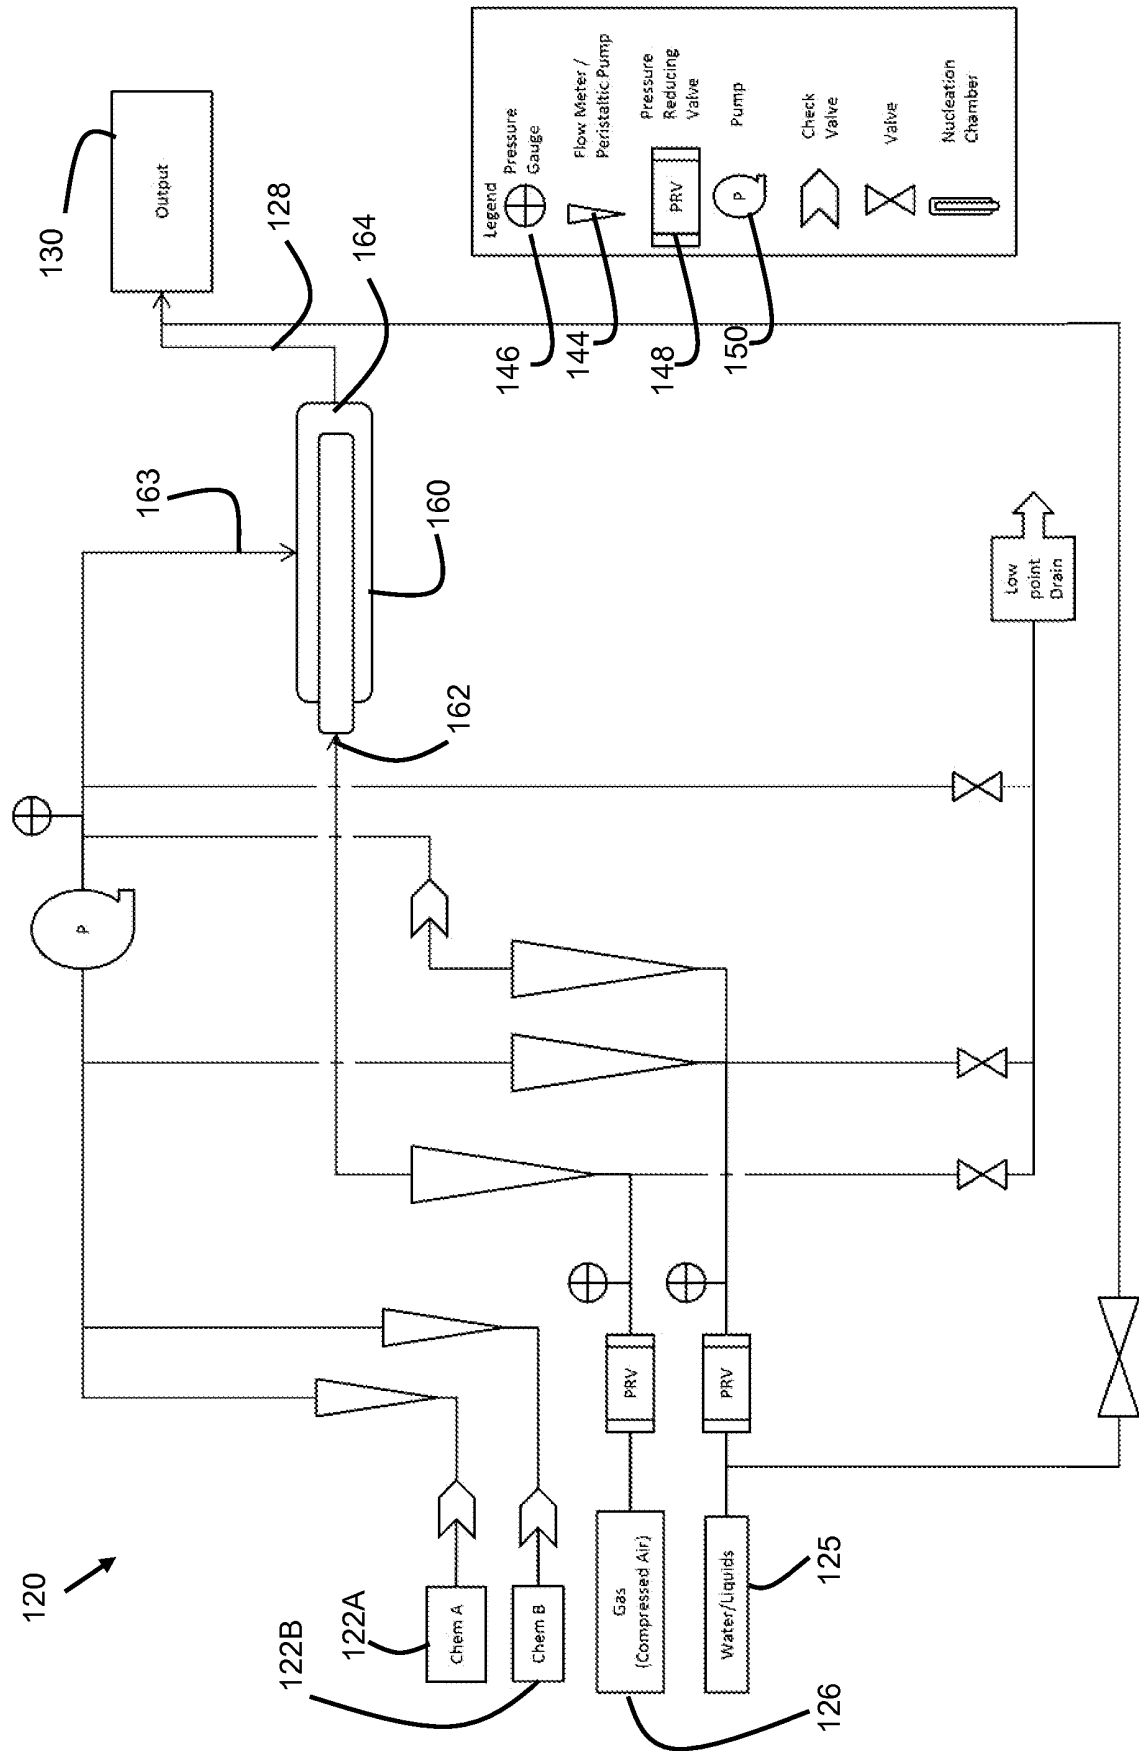 120
122B
122A
Chem A
Chem B
Gas
(Compressed Air)
Water/Liquids
126
125
PRV
PRV
P
162
163
160
164
128
130
Output
Low
point
Drain
Legend
Pressure
Gauge
Flow Meter /
Peristaltic Pump
PRV
Pressure
Reducing
Valve
P
Pump
Check
Valve
Valve
Nucleation
Chamber
146
144
148
150